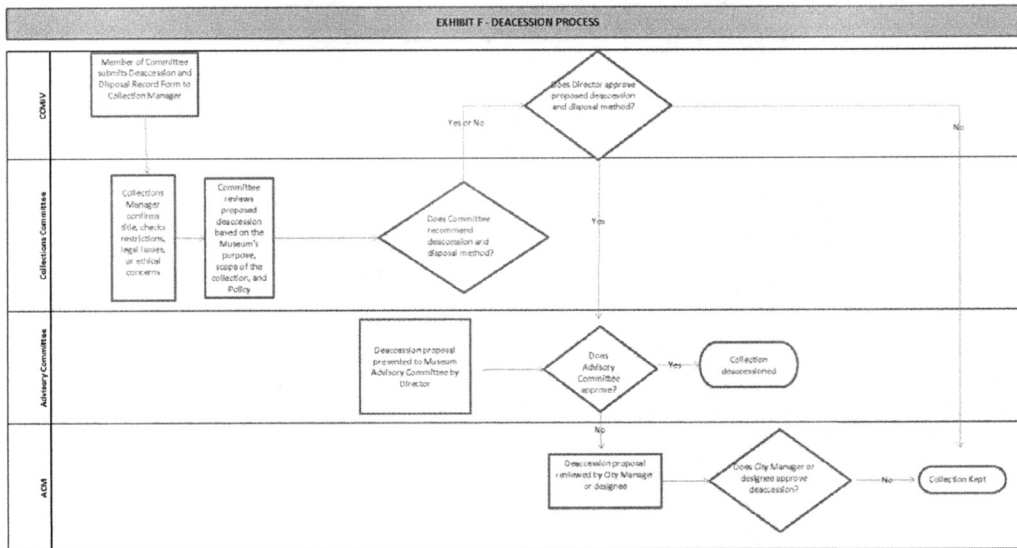 EXHIBIT F - DEACESSION PROCESS
Member of Committee
submits Deaccession and
Disposal Record Form to
Collection Manager
Does Director approve
proposed deaccession
and disposal method?
Yes or No
No
Collections Committee
Collections
Manager
confirms
title, checks
restrictions,
legal issues,
or ethical
concerns
Committee
reviews
proposed
deaccession
based on the
Museum's
purpose,
scope of the
collection, and
Policy
Does Committee
recommend
deaccession and
disposal method?
Yes
Advisory Committee
Deaccession proposal
presented to Museum
Advisory Committee by
Director
Does
Advisory
Committee
approve?
Yes
Collection
deaccessioned
No
ACM
Deaccession proposal
reviewed by City Manager
or designee
Does City Manager or
designee approve
deaccession?
No
Collection Kept